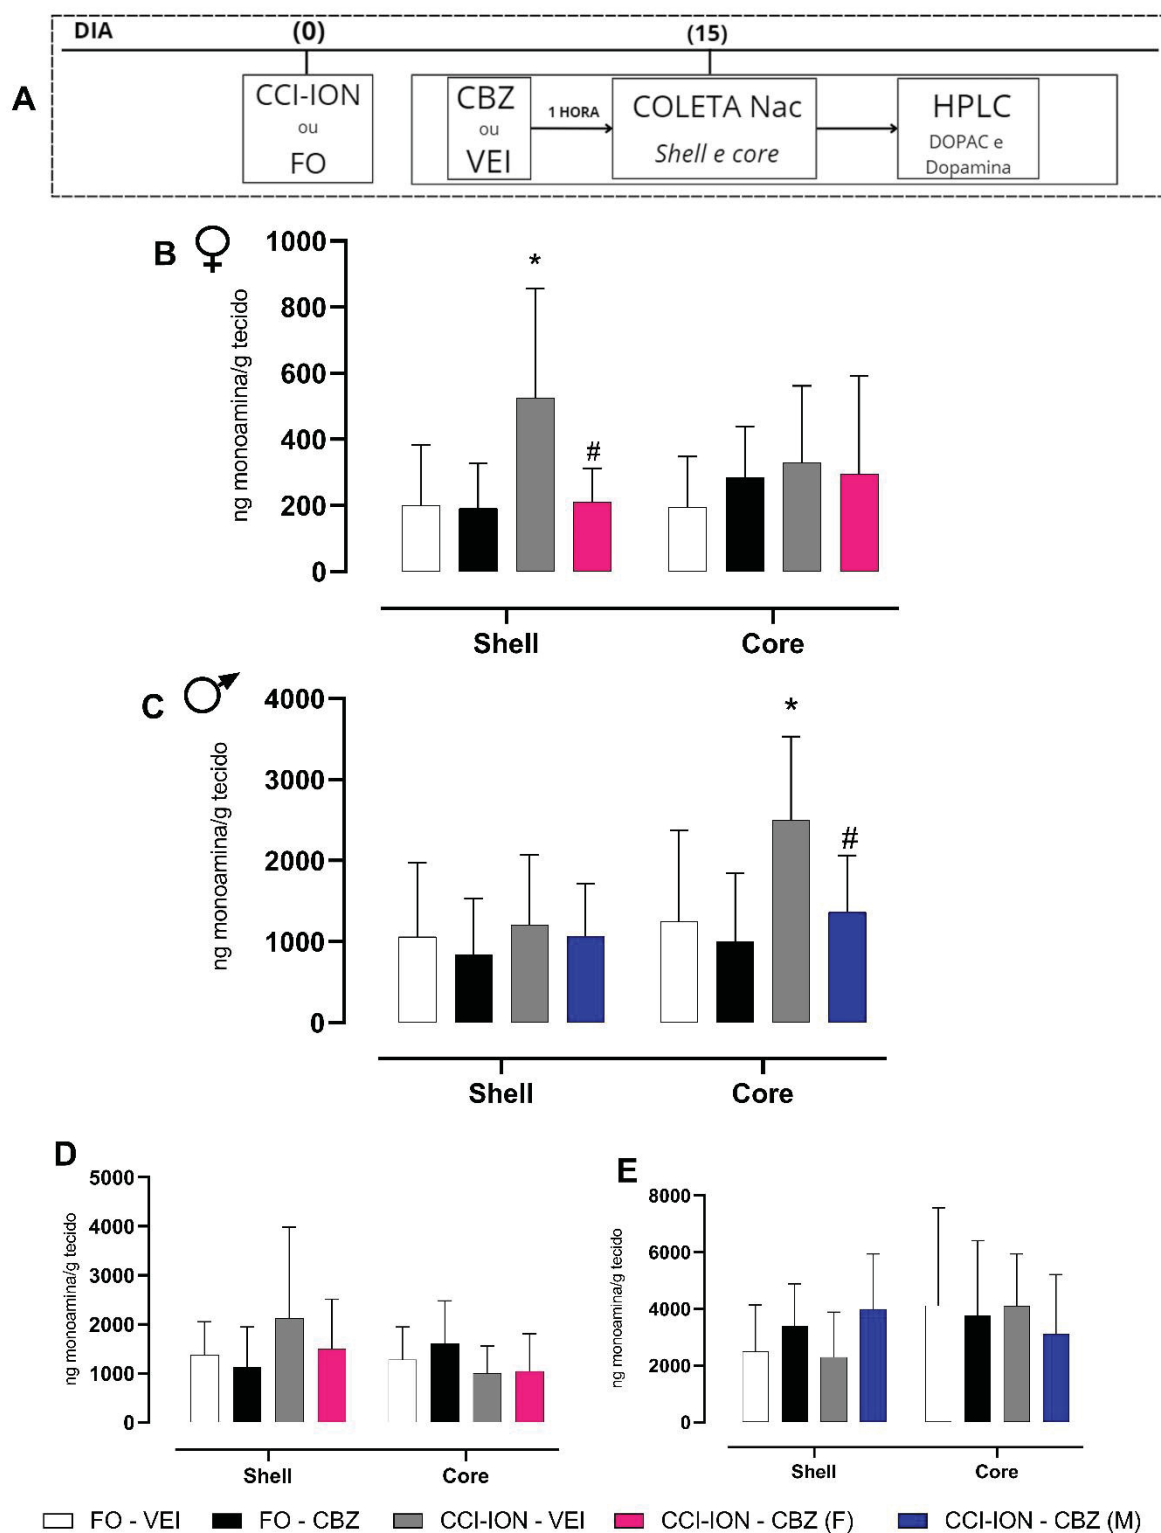 DIA (0) (15)
A
CCI-ION
ou
FO
CBZ
ou
VEI
1 HORA
COLETA Nac
Shell e core
HPLC
DOPAC e
Dopamina
B ♀
ng monoamina/g tecido
1000
800
600
400
200
0
*
#
Shell Core
C ♂
ng monoamina/g tecido
4000
3000
2000
1000
0
*
#
Shell Core
D
ng monoamina/g tecido
5000
4000
3000
2000
1000
0
Shell Core
E
ng monoamina/g tecido
8000
6000
4000
2000
0
Shell Core
FO - VEI FO - CBZ CCI-ION - VEI CCI-ION - CBZ (F) CCI-ION - CBZ (M)